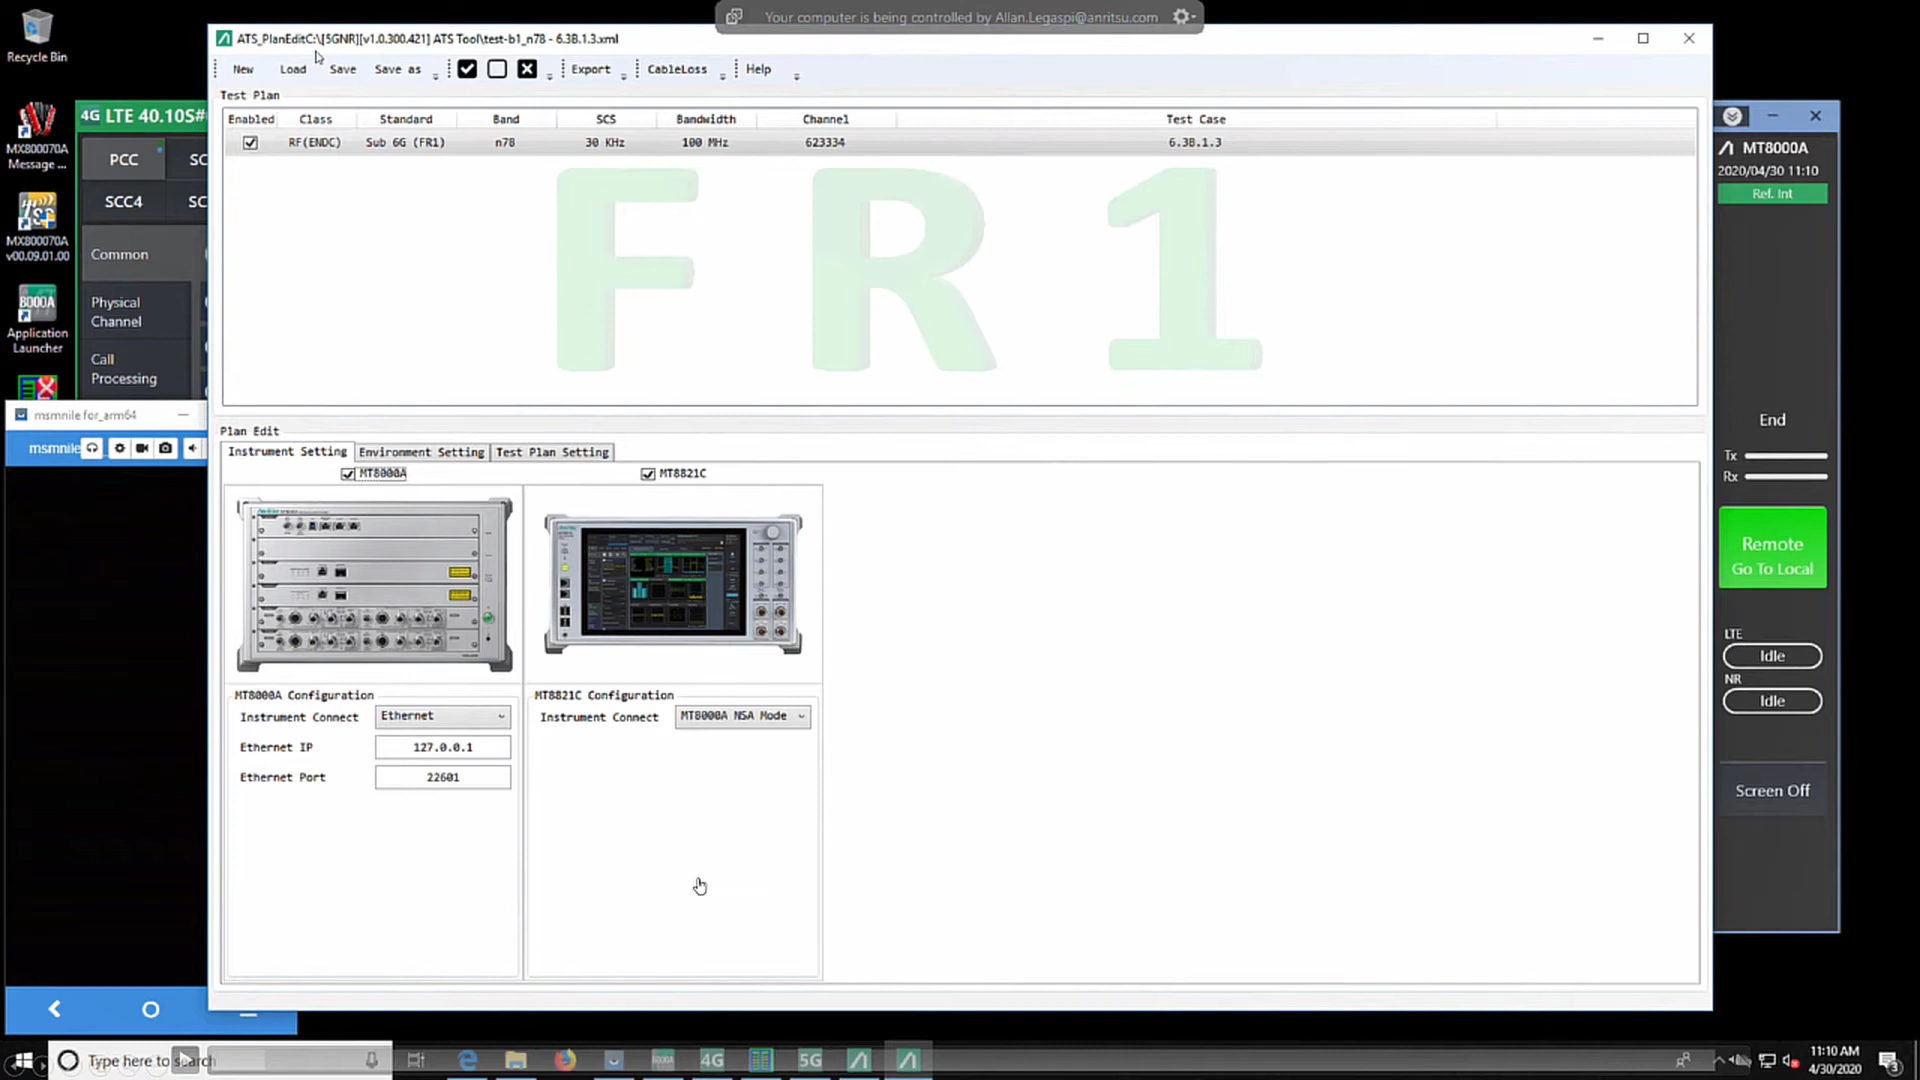 Your computer is being controlled by Allan.Legaspi@anritsu.com
Recycle Bin
MX800070A
Message ...
MX800070A
v00.09.01.00
8000A
Application
Launcher
4G LTE 40.10S#
PCC
SC
SCC4
SC
Common
Physical
Channel
Call
Processing
msmnile for_arm64
msmnile
ATS_PlanEditC:\[5GNR][v1.0.300.421] ATS Tool\test-b1_n78 - 6.3B.1.3.xml
New Load Save Save as Export CableLoss Help
Test Plan
Enabled Class Standard Band SCS Bandwidth Channel Test Case
RF(ENDC) Sub 6G (FR1) n78 30 KHz 100 MHz 623334 6.3B.1.3
FR1
Plan Edit
Instrument Setting Environment Setting Test Plan Setting
MT8000A MT8821C
MT8000A Configuration
Instrument Connect Ethernet
Ethernet IP 127.0.0.1
Ethernet Port 22601
MT8821C Configuration
Instrument Connect MT8000A NSA Mode
MT8000A
2020/04/30 11:10
Ref. Int
End
Tx
Rx
Remote
Go To Local
LTE
Idle
NR
Idle
Screen Off
Type here to search
8000A
4G
5G
11:10 AM
4/30/2020
3